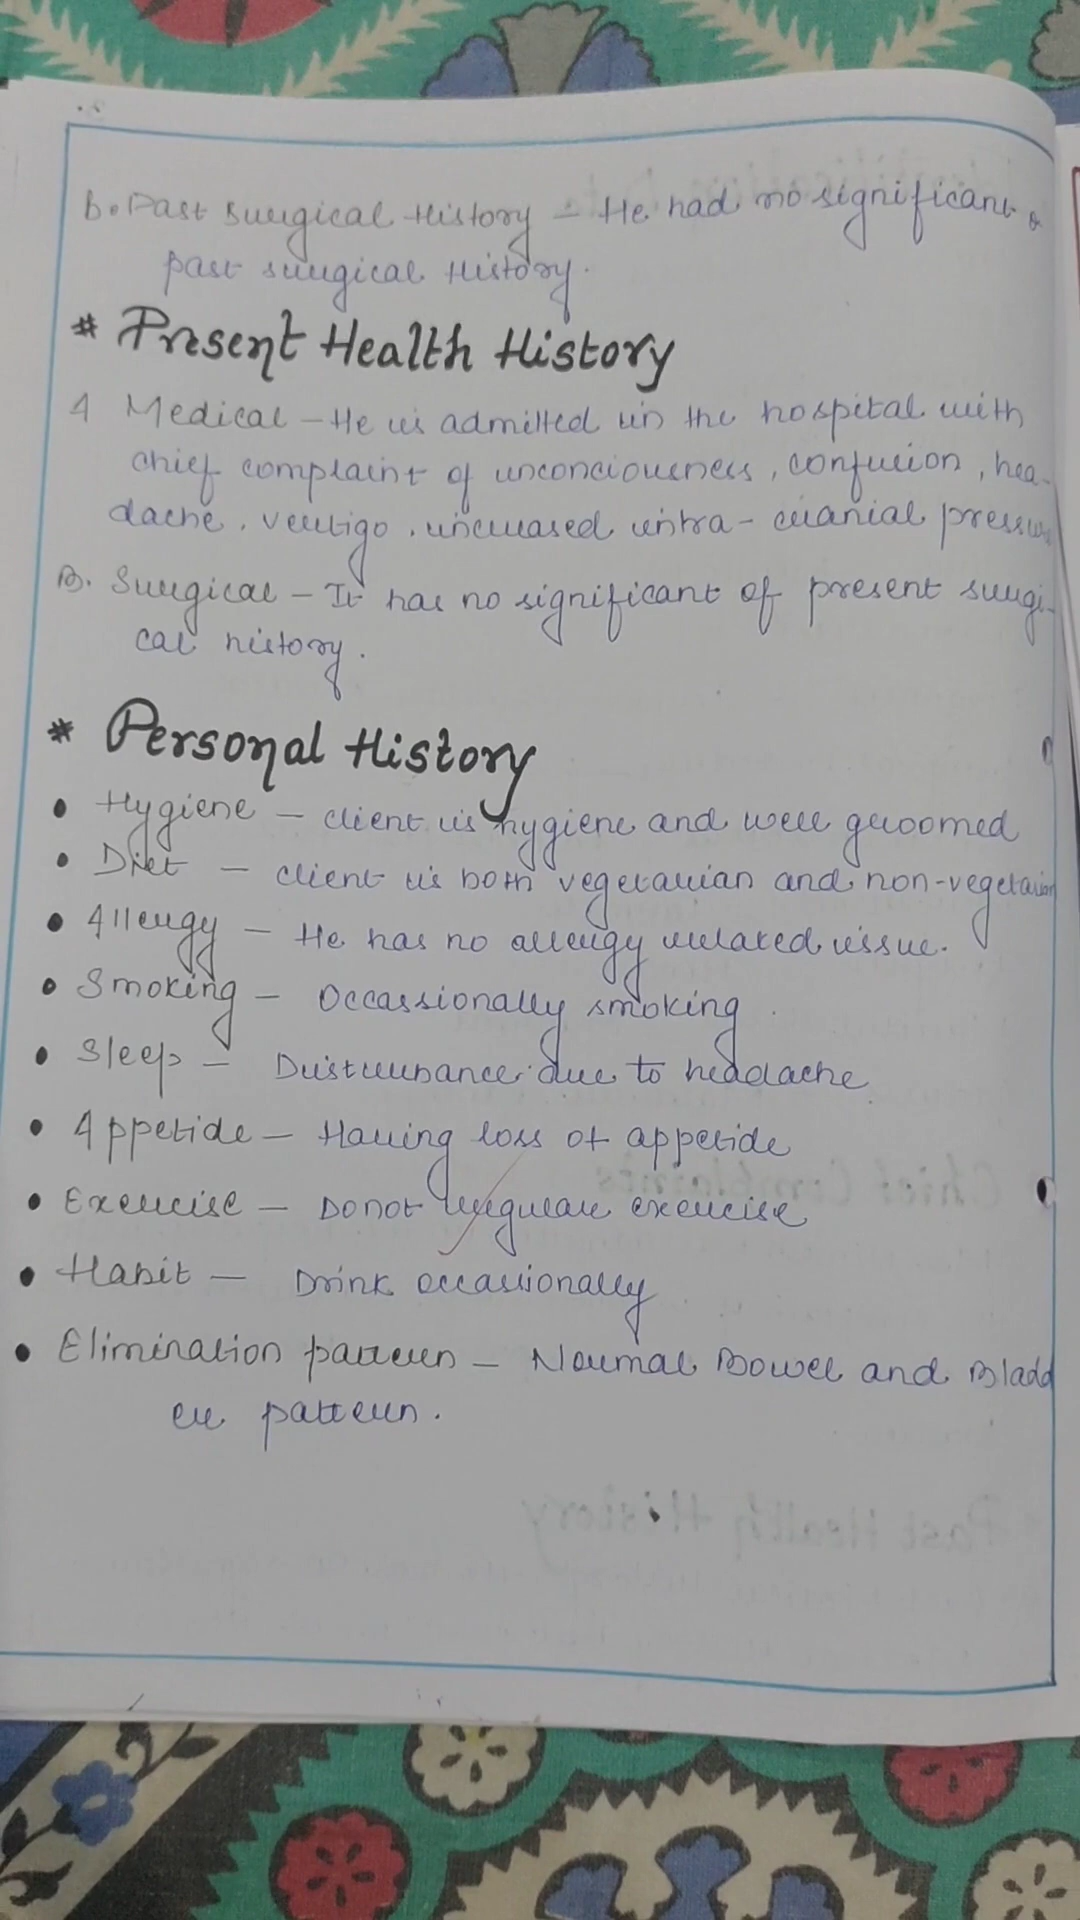 b. Past Surgical History - He had no significant
past surgical History.
* Present Health History
A Medical - He is admitted in the hospital with
chief complaint of unconciousness, confusion, hea-
dache, vertigo, increased intra-cranial pressure
B. Surgical - It has no significant of present surgi-
cal history.
* Personal History
• Hygiene - client is hygiene and well groomed
• Diet - client is both vegetarian and non-vegetarian
• Allergy - He has no allergy related issue.
• Smoking - Occassionally smoking.
• Sleep - Disturbance due to headache
• Appetide - Having loss of appetide
• Exercise - Donot regular exercise
• Habit - Drink occassionally
• Elimination pattern - Normal Bowel and Bladd
er pattern.